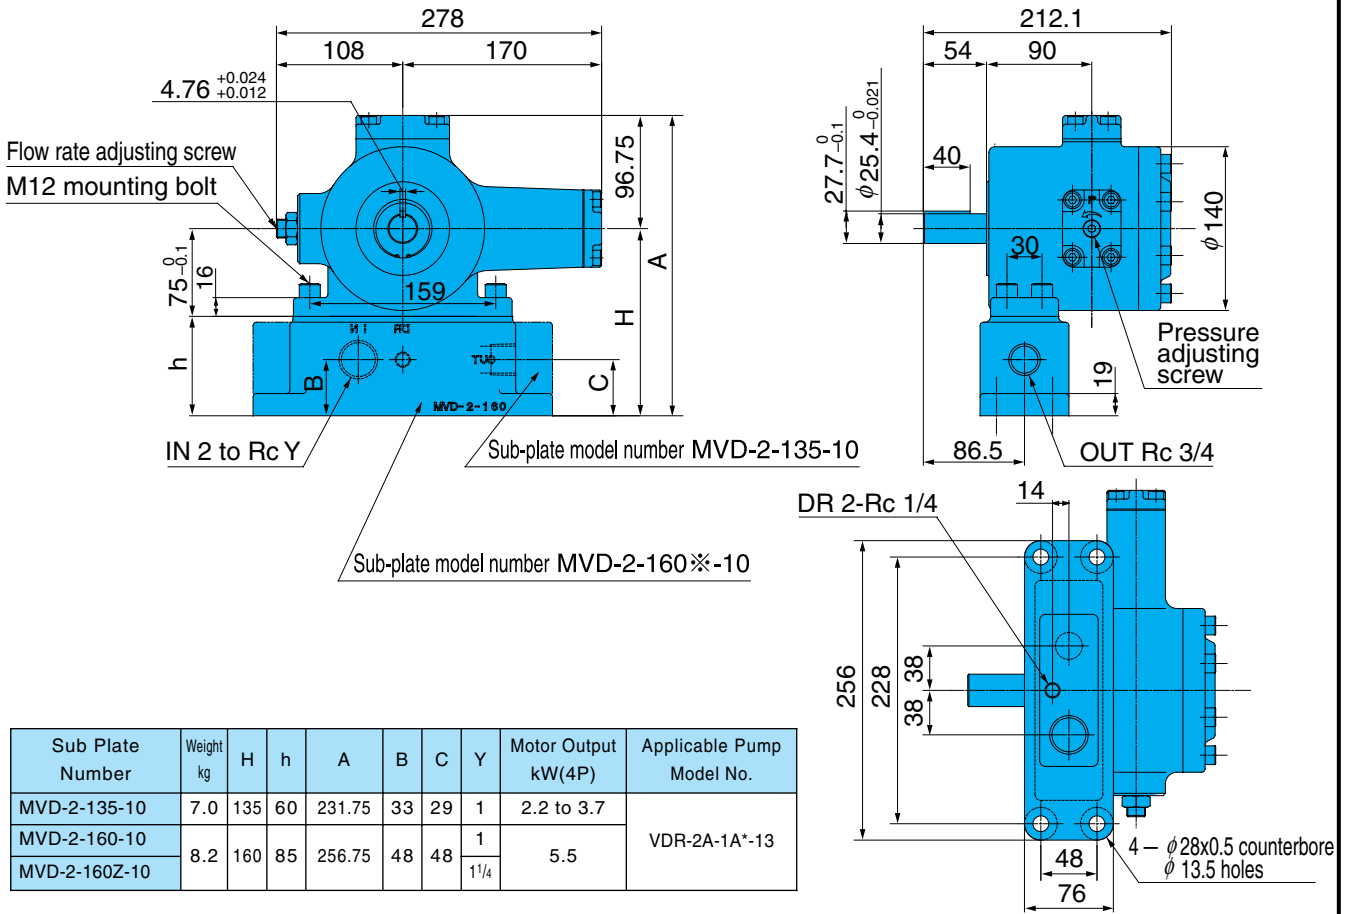 278
108
170
4.76 +0.024 +0.012
Flow rate adjusting screw
M12 mounting bolt
96.75
A
H
75 0 -0.1
16
159
h
B
C
IN
DR
OUT
MVD-2-160
IN 2 to Rc Y
Sub-plate model number MVD-2-135-10
Sub-plate model number MVD-2-160※-10
212.1
54
90
27.7 0 -0.1
φ25.4 0 -0.021
40
30
φ140
Pressure
adjusting
screw
19
86.5
OUT Rc 3/4
14
DR 2-Rc 1/4
256
228
38
38
48
76
4 — φ28x0.5 counterbore
φ 13.5 holes
Sub Plate Number | Weight kg | H | h | A | B | C | Y | Motor Output kW(4P) | Applicable Pump Model No.
MVD-2-135-10 | 7.0 | 135 | 60 | 231.75 | 33 | 29 | 1 | 2.2 to 3.7 | VDR-2A-1A*-13
MVD-2-160-10 | 8.2 | 160 | 85 | 256.75 | 48 | 48 | 1 | 5.5
MVD-2-160Z-10 | 1 1/4